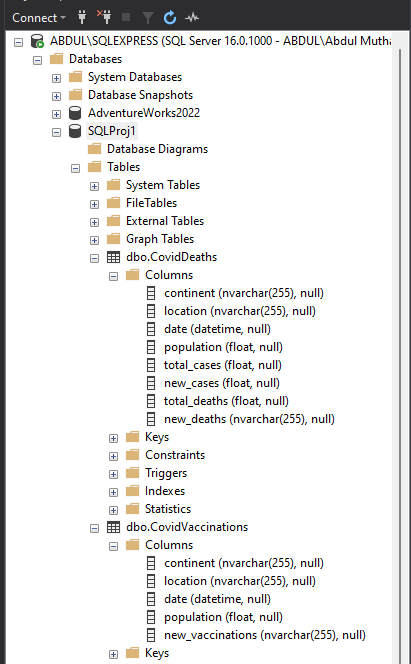 Connect
ABDUL\SQLEXPRESS (SQL Server 16.0.1000 - ABDUL\Abdul Mutha
Databases
System Databases
Database Snapshots
AdventureWorks2022
SQLProj1
Database Diagrams
Tables
System Tables
FileTables
External Tables
Graph Tables
dbo.CovidDeaths
Columns
continent (nvarchar(255), null)
location (nvarchar(255), null)
date (datetime, null)
population (float, null)
total_cases (float, null)
new_cases (float, null)
total_deaths (float, null)
new_deaths (nvarchar(255), null)
Keys
Constraints
Triggers
Indexes
Statistics
dbo.CovidVaccinations
Columns
continent (nvarchar(255), null)
location (nvarchar(255), null)
date (datetime, null)
population (float, null)
new_vaccinations (nvarchar(255), null)
Keys